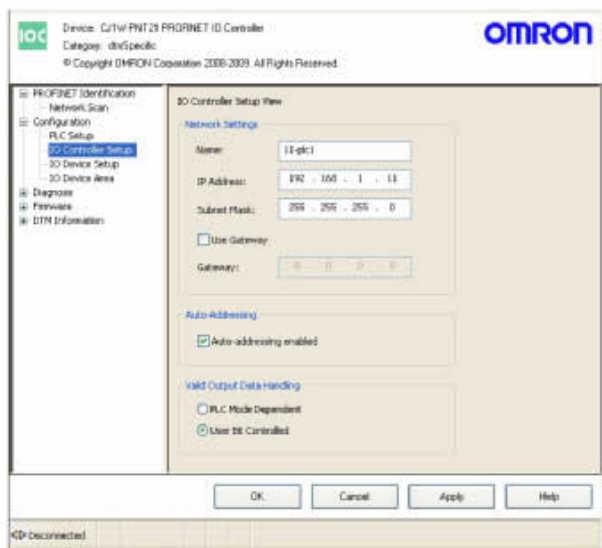 IOC
Device: CJ1W-PNT21 PROFINET IO Controller
Category: dtmSpecific
© Copyright OMRON Corporation 2008-2009. All Rights Reserved.
OMRON
PROFINET Identification
Network Scan
Configuration
PLC Setup
IO Controller Setup
IO Device Setup
IO Device Area
Diagnose
Firmware
DTM Information
IO Controller Setup View
Network Settings
Name:
IP Address: 192 . 168 . 1 . 11
Subnet Mask: 255 . 255 . 255 . 0
Use Gateway
Gateway: 0 . 0 . 0 . 0
Auto-Addressing
Auto-addressing enabled
Valid Output Data Handling
PLC Mode Dependent
User Bit Controlled
OK Cancel Apply Help
Disconnected